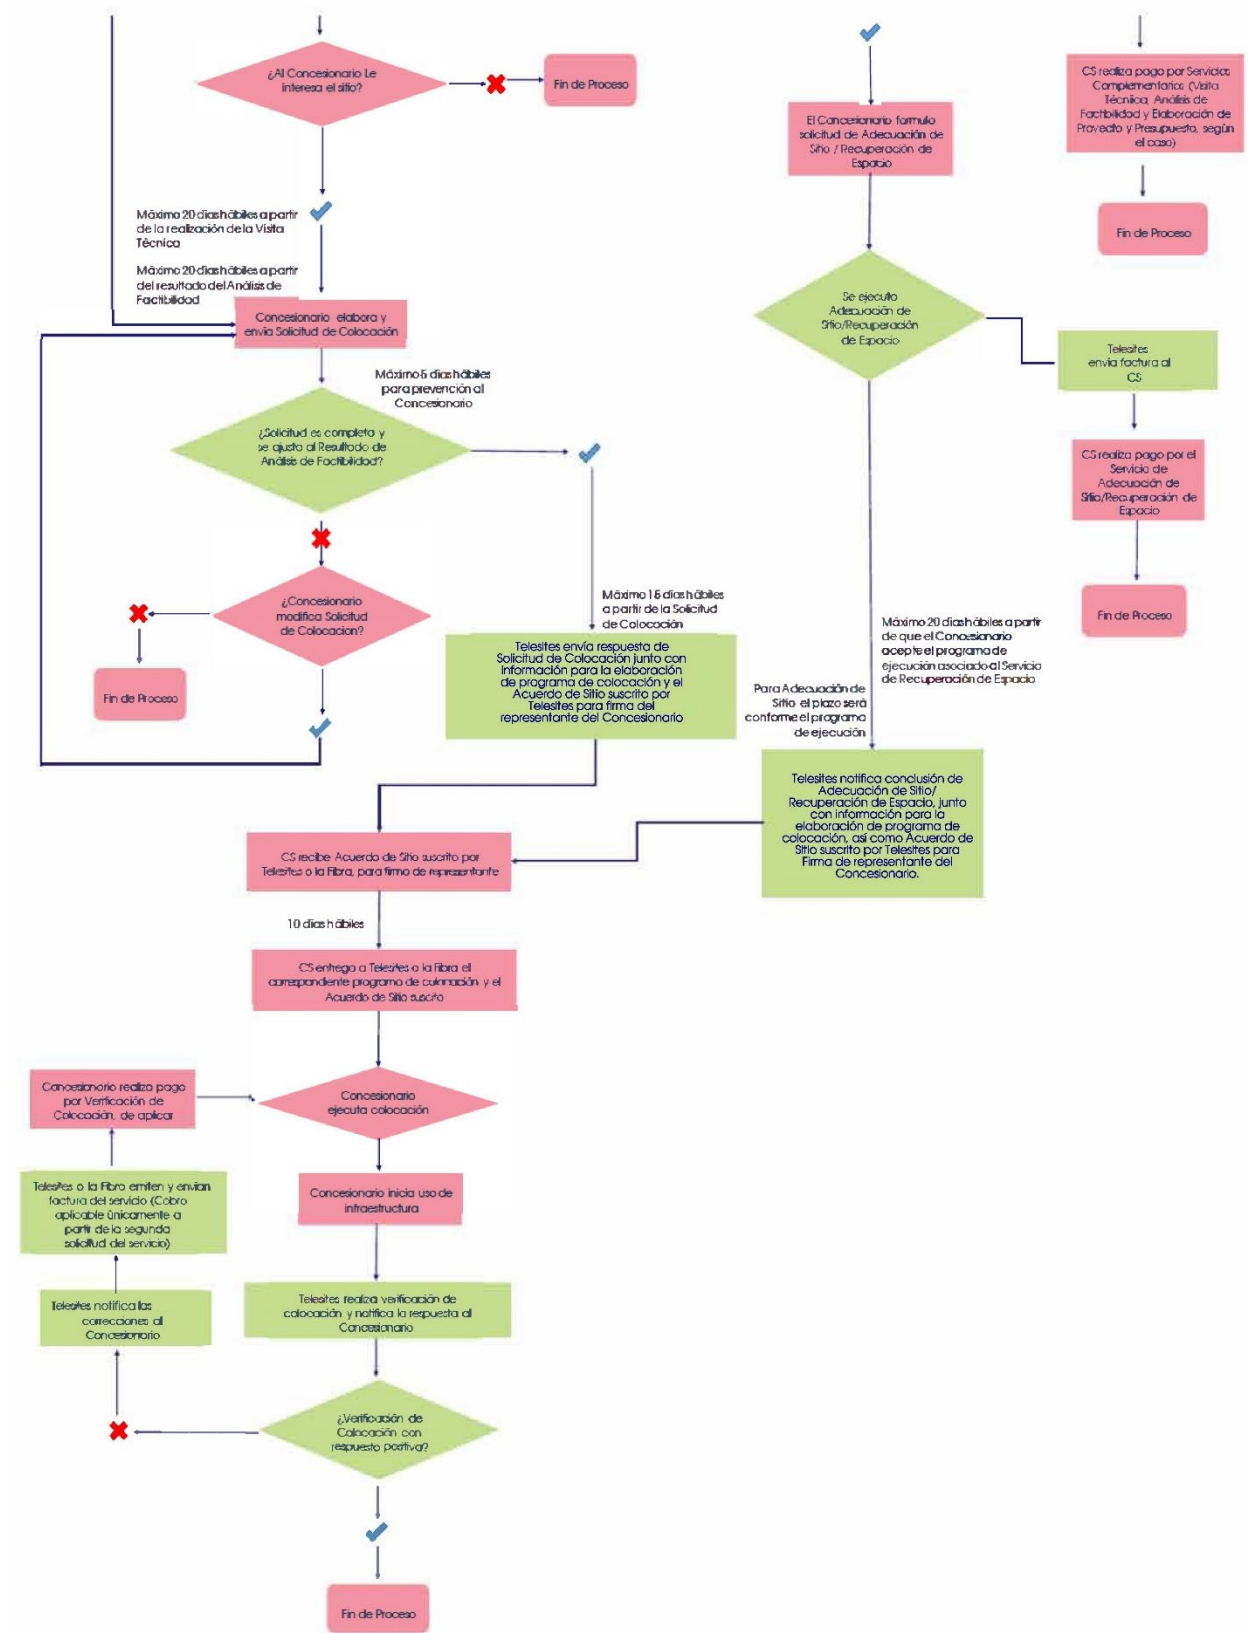 ¿Al Concesionario Le
interesa el sitio?
Fin de Proceso
Máximo 20 días hábiles a partir
de la realización de la Visita
Técnica
Máximo 20 días hábiles a partir
del resultado del Análisis de
Factibilidad
Concesionario elabora y
envía Solicitud de Colocación
Máximo 5 días hábiles
para prevención al
Concesionario
¿Solicitud es completa y
se ajusta al Resultado de
Análisis de Factibilidad?
¿Concesionario
modifica Solicitud
de Colocacion?
Fin de Proceso
Máximo 15 días hábiles
a partir de la Solicitud
de Colocación
Telesites envía respuesta de
Solicitud de Colocación junto con
información para la elaboración
de programa de colocación y el
Acuerdo de Sitio suscrito por
Telesites para firma del
representante del Concesionario
El Concesionario formula
solicitud de Adecuación de
Sitio / Recuperación de
Espacio
Se ejecuta
Adecuación de
Sitio/Recuperación
de Espacio
CS realiza pago por Servicios
Complementarios (Visita
Técnica, Análisis de
Factibilidad y Elaboración de
Proyecto y Presupuesto, según
el caso)
Fin de Proceso
Telesites
envía factura al
CS
CS realiza pago por el
Servicio de
Adecuación de
Sitio/Recuperación de
Espacio
Fin de Proceso
Máximo 20 días hábiles a partir
de que el Concesionario
acepte el programa de
ejecución asociado al Servicio
de Recuperación de Espacio
Para Adecuación de
Sitio el plazo será
conforme el programa
de ejecución
Telesites notifica conclusión de
Adecuación de Sitio/
Recuperación de Espacio, junto
con información para la
elaboración de programa de
colocación, así como Acuerdo de
Sitio suscrito por Telesites para
Firma de representante del
Concesionario.
CS recibe Acuerdo de Sitio suscrito por
Telesites o la Fibra, para firma de representante
10 días hábiles
CS entrega a Telesites o la Fibra el
correspondiente programa de colocación y el
Acuerdo de Sitio suscito
Concesionario
ejecuta colocación
Concesionario realiza pago
por Verificación de
Colocación, de aplicar
Telesites o la Fibra emiten y envían
factura del servicio (Cobro
aplicable únicamente a
partir de la segunda
solicitud del servicio)
Telesites notifica las
correcciones al
Concesionario
Concesionario inicia uso de
infraestructura
Telesites realiza verificación de
colocación y notifica la respuesta al
Concesionario
¿Verificación de
Colocación con
respuesta positiva?
Fin de Proceso